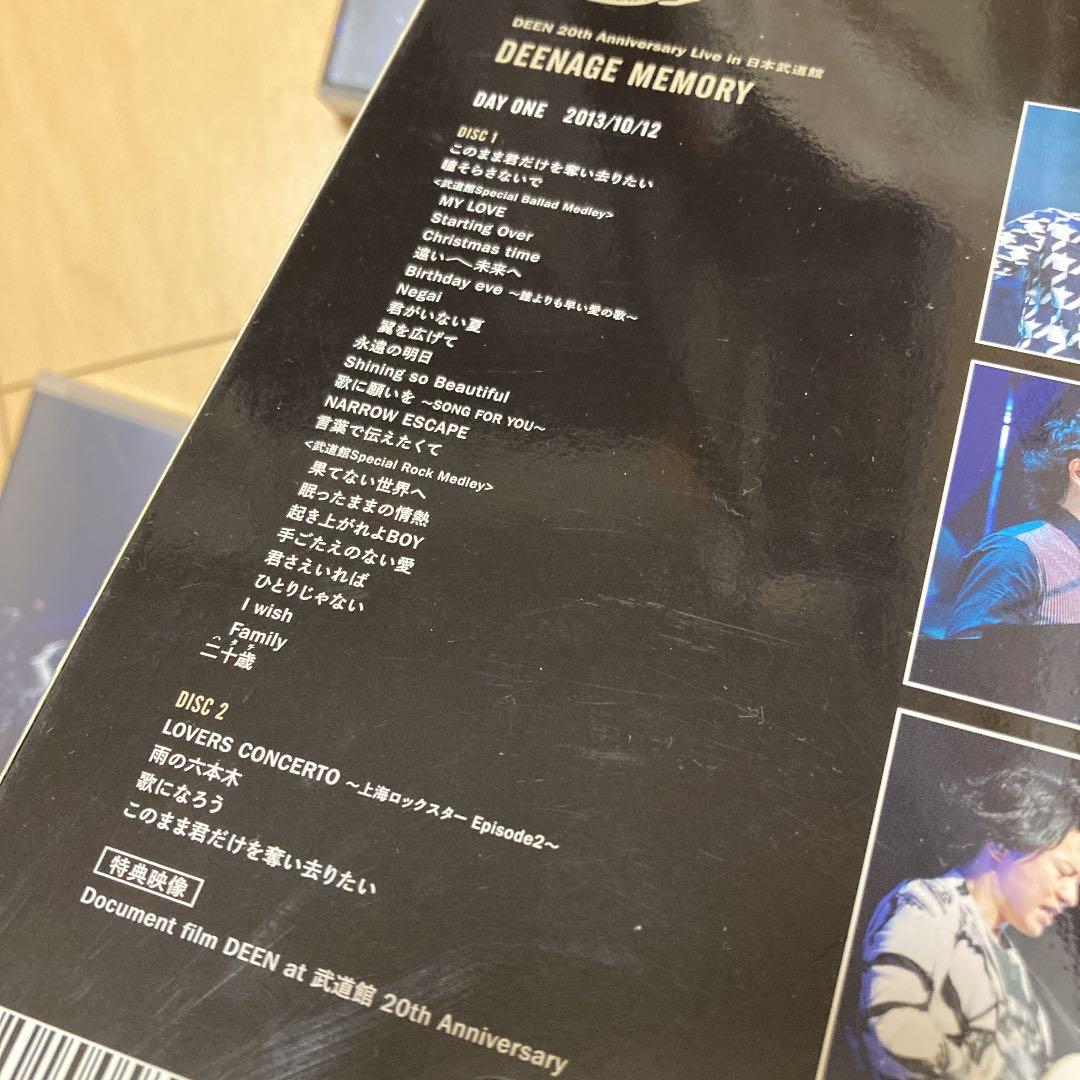 DEEN 20th Anniversary Live in 日本武道館
DEENAGE MEMORY
DAY ONE 2013/10/12
DISC 1
このまま君だけを奪い去りたい
瞳そらさないで
<武道館Special Ballad Medley>
MY LOVE
Starting Over
Christmas time
遠い遠い未来へ
Birthday eve 〜誰よりも早い愛の歌〜
Negai
君がいない夏
翼を広げて
永遠の明日
Shining so Beautiful
歌に願いを 〜SONG FOR YOU〜
NARROW ESCAPE
言葉で伝えたくて
<武道館Special Rock Medley>
果てない世界へ
眠ったままの情熱
起き上がれよBOY
手ごたえのない愛
君さえいれば
ひとりじゃない
I wish
Family
ハタチ
二十歳
DISC 2
LOVERS CONCERTO 〜上海ロックスター Episode2〜
雨の六本木
歌になろう
このまま君だけを奪い去りたい
特典映像
Document film DEEN at 武道館 20th Anniversary